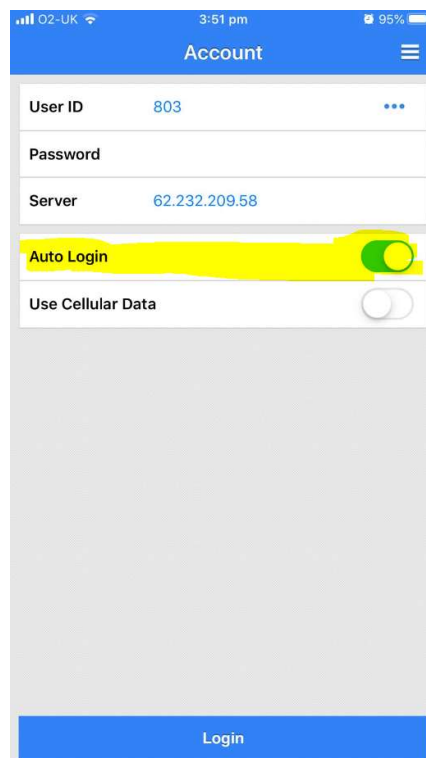 O2-UK 3:51 pm 95%
Account
User ID 803
Password
Server 62.232.209.58
Auto Login
Use Cellular Data
Login